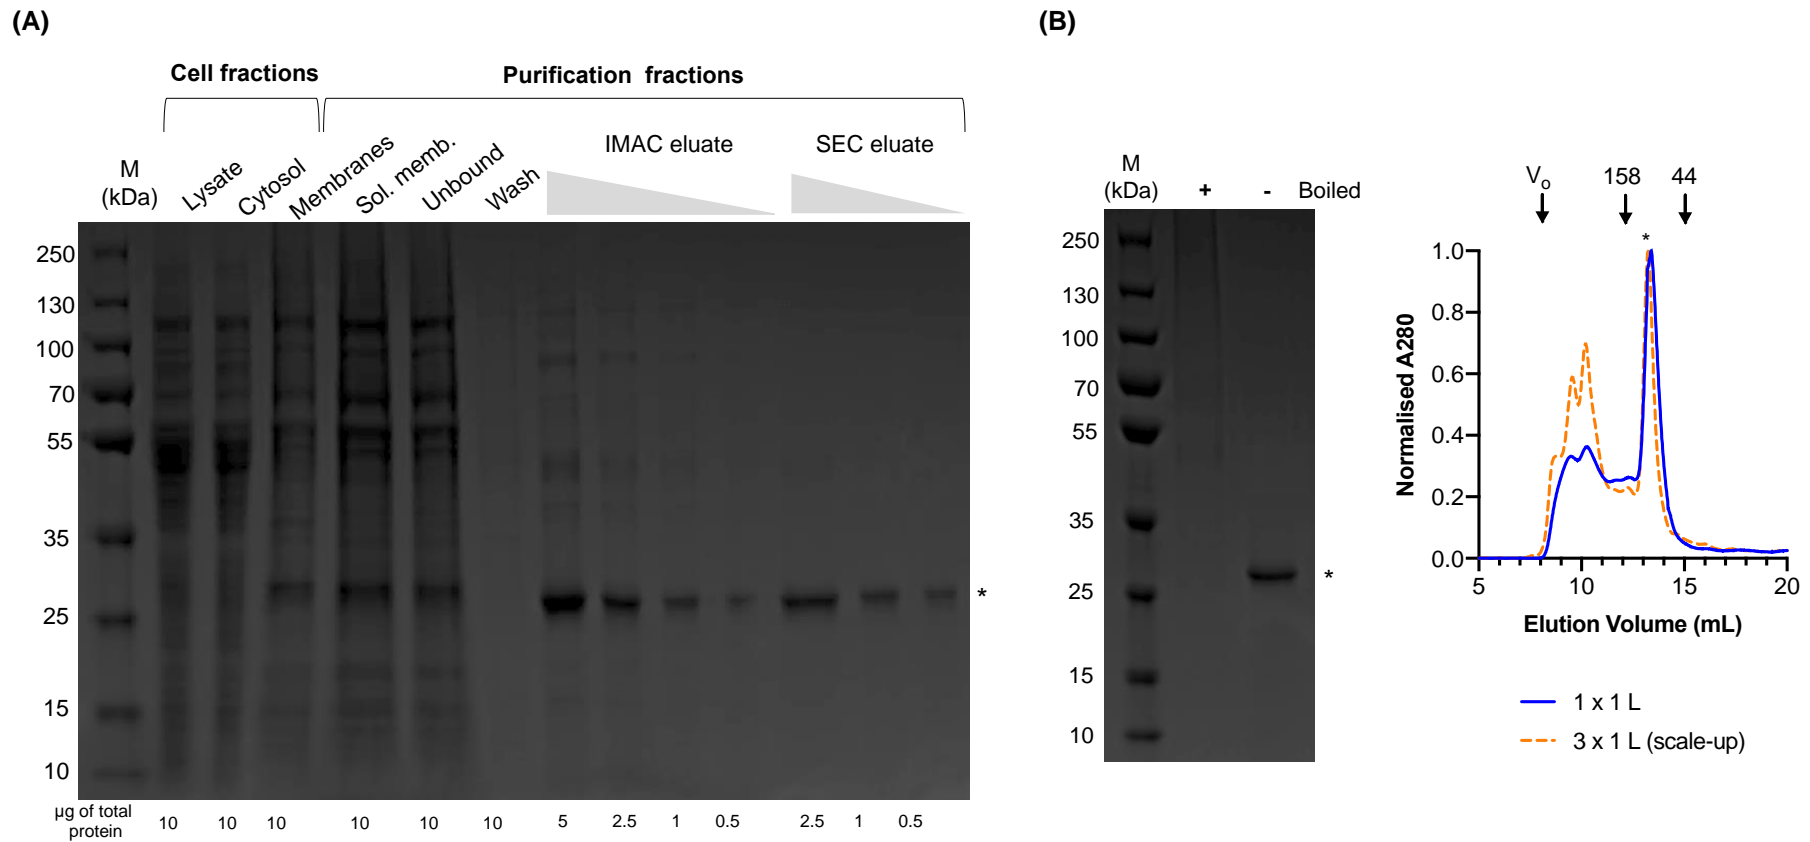 (A)
Cell fractions
Purification fractions
M
(kDa)
Lysate
Cytosol
Membranes
Sol. memb.
Unbound
Wash
IMAC eluate
SEC eluate
250
130
100
70
55
35
25
15
10
*
µg of total
protein
10 10 10 10 10 10 5 2.5 1 0.5 2.5 1 0.5
(B)
M
(kDa)
+ - Boiled
250
130
100
70
55
35
25
15
10
*
Vo 158 44
*
Normalised A280
1.0
0.8
0.6
0.4
0.2
0.0
5 10 15 20
Elution Volume (mL)
1 x 1 L
3 x 1 L (scale-up)